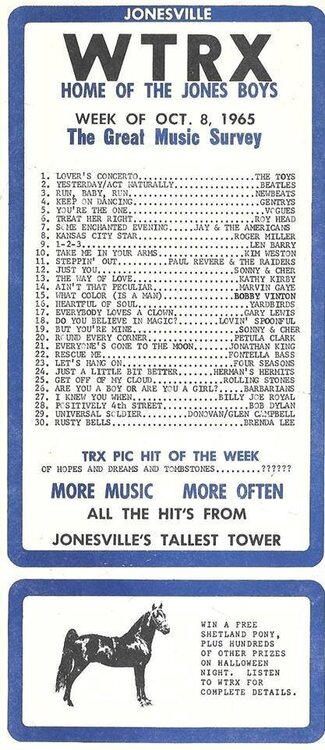 JONESVILLE
WTRX
HOME OF THE JONES BOYS
WEEK OF OCT. 8, 1965
The Great Music Survey
1. LOVER'S CONCERTO...................THE TOYS
2. YESTERDAY/ACT NATURALLY.............BEATLES
3. RUN, BABY, RUN.....................NEWBEATS
4. KEEP ON DANCING.....................GENTRYS
5. YOU'RE THE ONE.......................VOGUES
6. TREAT HER RIGHT....................ROY HEAD
7. SOME ENCHANTED EVENING....JAY & THE AMERICANS
8. KANSAS CITY STAR...............ROGER MILLER
9. 1-2-3.............................LEN BARRY
10. TAKE ME IN YOUR ARMS............KIM WESTON
11. STEPPIN' OUT......PAUL REVERE & THE RAIDERS
12. JUST YOU.......................SONNY & CHER
13. THE WAY OF LOVE.................KATHY KIRBY
14. AIN'T THAT PECULIAR.............MARVIN GAYE
15. WHAT COLOR (IS A MAN)..........BOBBY VINTON
16. HEARTFUL OF SOUL..................YARDBIRDS
17. EVERYBODY LOVES A CLOWN..........GARY LEWIS
18. DO YOU BELIEVE IN MAGIC?.....LOVIN' SPOONFUL
19. BUT YOU'RE MINE................SONNY & CHER
20. ROUND EVERY CORNER.............PETULA CLARK
21. EVERYONE'S GONE TO THE MOON...JONATHAN KING
22. RESCUE ME.....................FONTELLA BASS
23. LET'S HANG ON..................FOUR SEASONS
24. JUST A LITTLE BIT BETTER......HERMAN'S HERMITS
25. GET OFF OF MY CLOUD..........ROLLING STONES
26. ARE YOU A BOY OR ARE YOU A GIRL?....BARBARIANS
27. I KNEW YOU WHEN.............BILLY JOE ROYAL
28. POSITIVELY 4th STREET.............BOB DYLAN
29. UNIVERSAL SOLDIER.......DONOVAN/GLEN CAMPBELL
30. RUSTY BELLS......................BRENDA LEE
TRX PIC HIT OF THE WEEK
OF HOPES AND DREAMS AND TOMBSTONES.........??????
MORE MUSIC MORE OFTEN
ALL THE HIT'S FROM
JONESVILLE'S TALLEST TOWER
WIN A FREE
SHETLAND PONY,
PLUS HUNDREDS
OF OTHER PRIZES
ON HALLOWEEN
NIGHT. LISTEN
TO WTRX FOR
COMPLETE DETAILS.